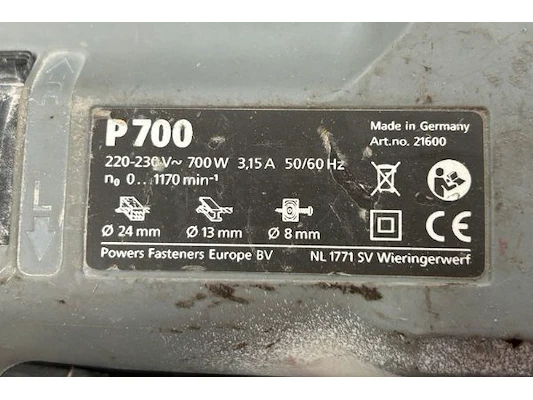 P 700
Made in Germany
Art.no. 21600
220-230 V~ 700 W 3,15 A 50/60 Hz
n₀ 0...1170 min⁻¹
Ø 24 mm Ø 13 mm Ø 8 mm
CE
Powers Fasteners Europe BV NL 1771 SV Wieringerwerf
L